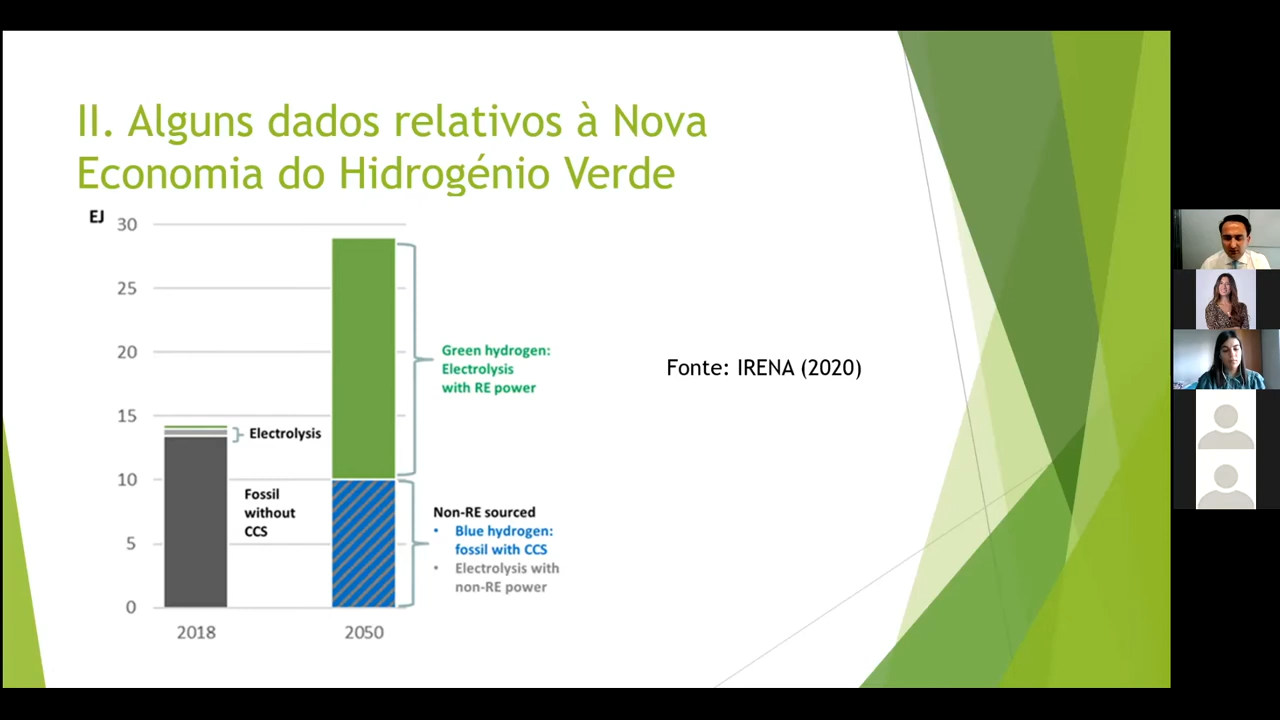 II. Alguns dados relativos à Nova
Economia do Hidrogénio Verde
EJ
30
25
20
15
10
5
0
Electrolysis
Fossil
without
CCS
Green hydrogen:
Electrolysis
with RE power
Non-RE sourced
• Blue hydrogen:
fossil with CCS
• Electrolysis with
non-RE power
2018
2050
Fonte: IRENA (2020)